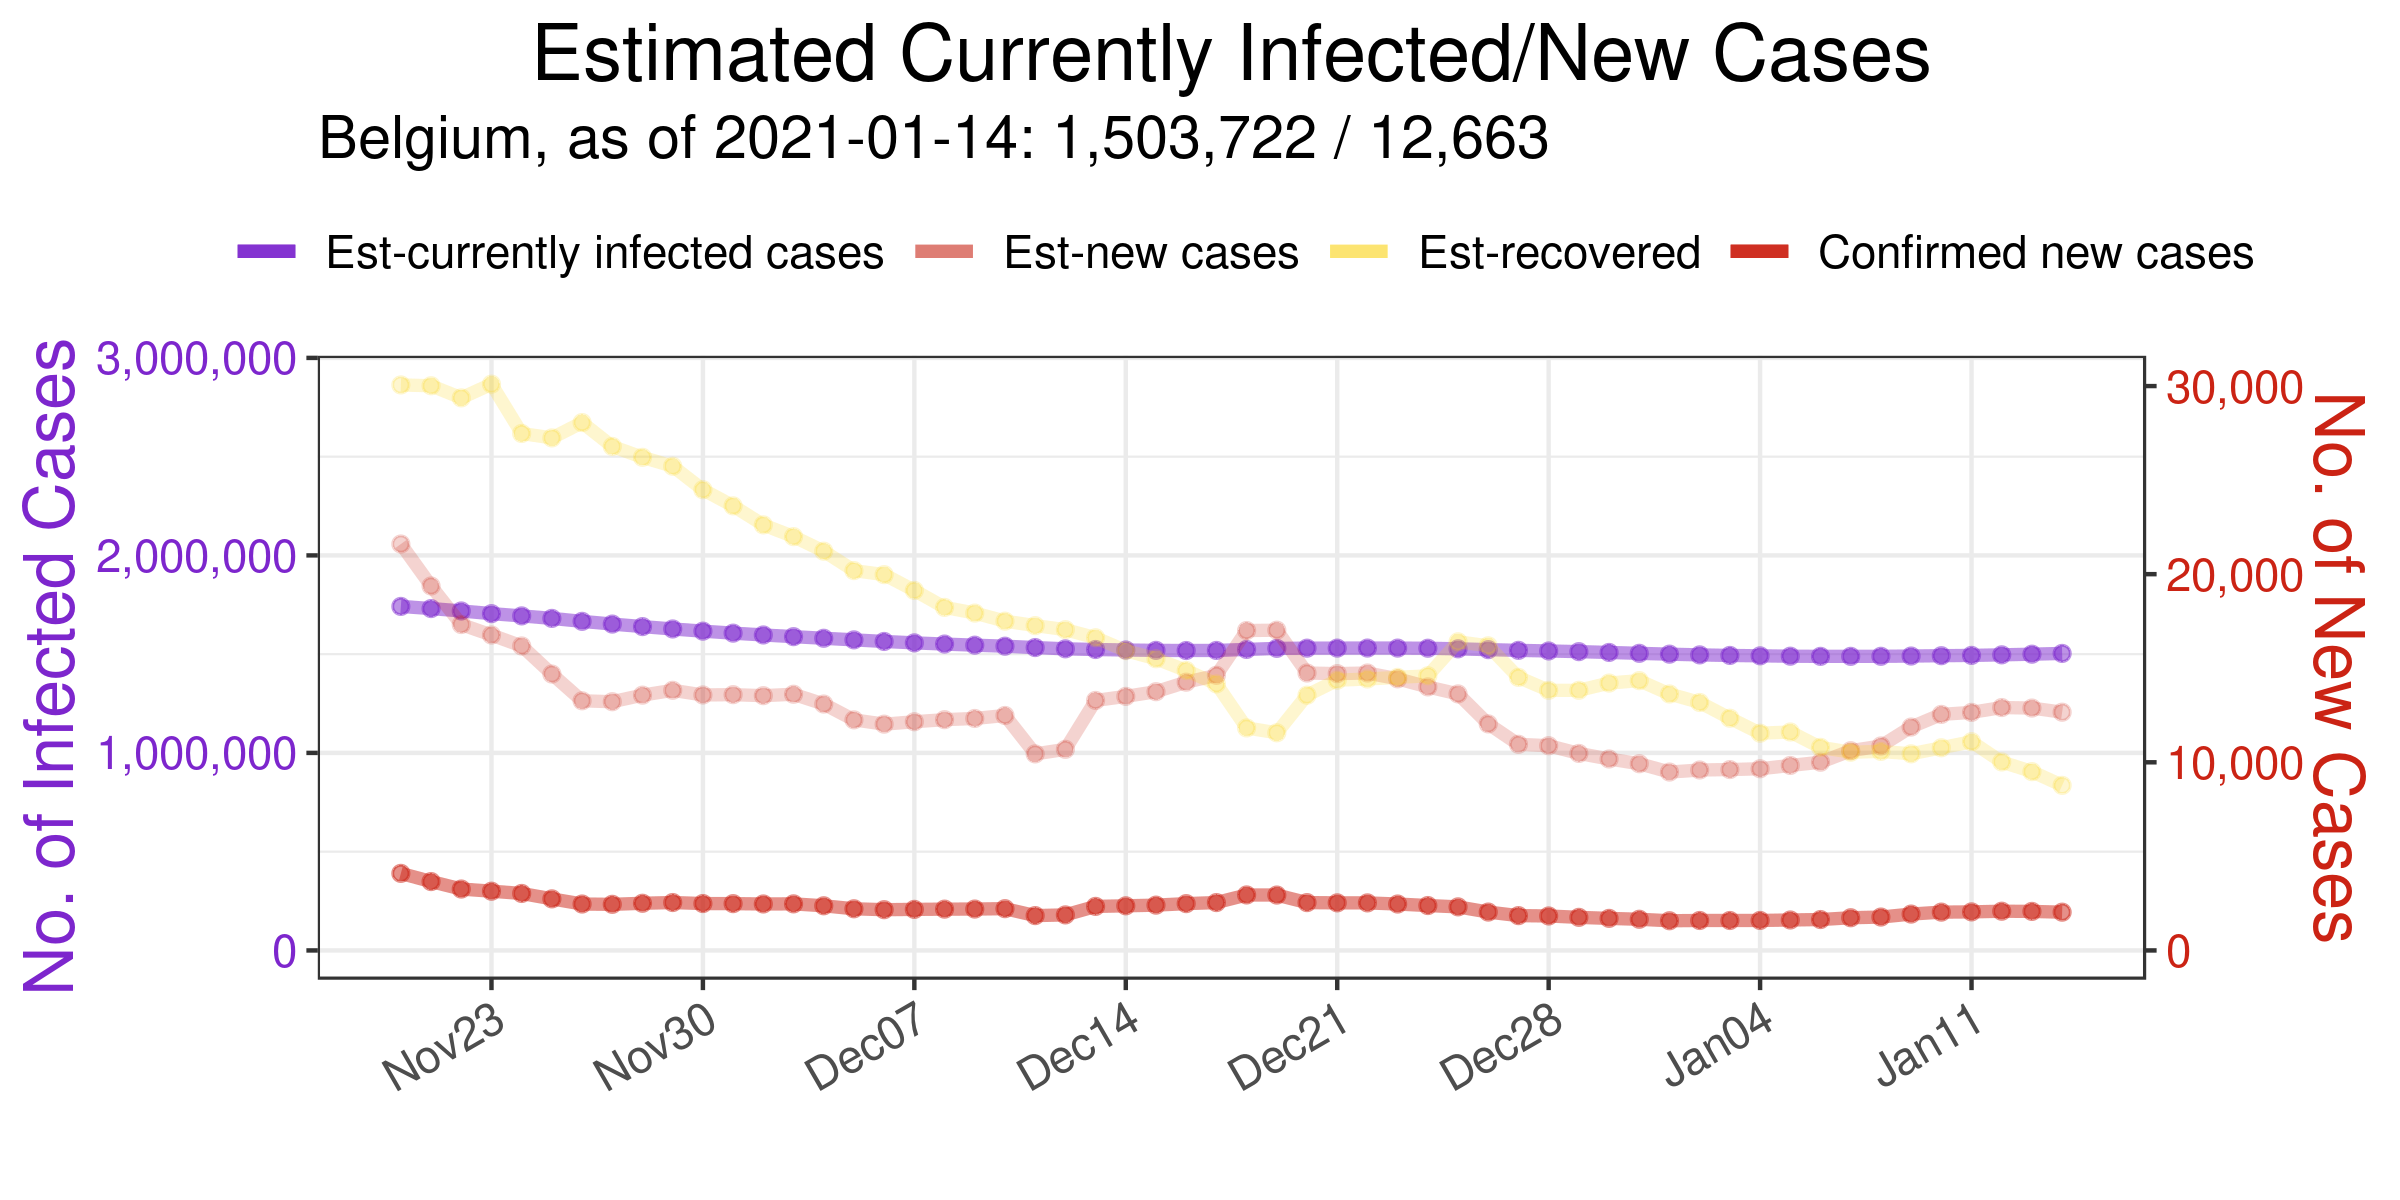 Estimated Currently Infected/New Cases
Belgium, as of 2021-01-14: 1,503,722 / 12,663
Est-currently infected cases Est-new cases Est-recovered Confirmed new cases
No. of Infected Cases
3,000,000
2,000,000
1,000,000
0
30,000
20,000
10,000
0
No. of New Cases
Nov23 Nov30 Dec07 Dec14 Dec21 Dec28 Jan04 Jan11